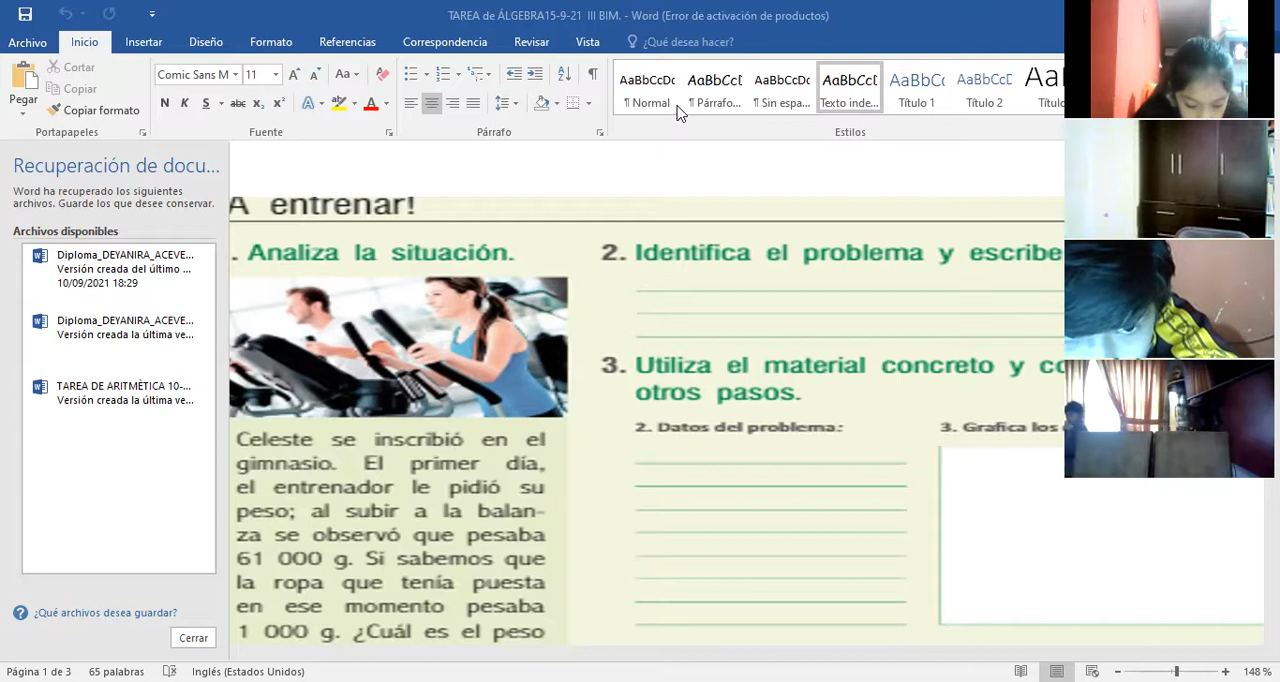 TAREA de ÁLGEBRA15-9-21 III BIM. - Word (Error de activación de productos)
Archivo Inicio Insertar Diseño Formato Referencias Correspondencia Revisar Vista ¿Qué desea hacer?
Pegar
Cortar
Copiar
Copiar formato
Portapapeles
Comic Sans M 11
Fuente
Párrafo
AaBbCcDc AaBbCcL AaBbCcDc AaBbCcL AaBbCc AaBbCcD Aa
¶ Normal ¶ Párrafo... ¶ Sin espa... Texto inde... Título 1 Título 2 Título
Estilos
Recuperación de docu...
Word ha recuperado los siguientes
archivos. Guarde los que desee conservar.
Archivos disponibles
Diploma_DEYANIRA_ACEVE...
Versión creada del último ...
10/09/2021 18:29
Diploma_DEYANIRA_ACEVE...
Versión creada la última ve...
TAREA DE ARITMÈTICA 10-...
Versión creada la última ve...
¿Qué archivos desea guardar?
Cerrar
A entrenar!
. Analiza la situación.
Celeste se inscribió en el
gimnasio. El primer día,
el entrenador le pidió su
peso; al subir a la balan-
za se observó que pesaba
61 000 g. Si sabemos que
la ropa que tenía puesta
en ese momento pesaba
1 000 g. ¿Cuál es el peso
2. Identifica el problema y escribe
3. Utiliza el material concreto y co
otros pasos.
2. Datos del problema:
3. Grafica los
Página 1 de 3 65 palabras Inglés (Estados Unidos) 148 %